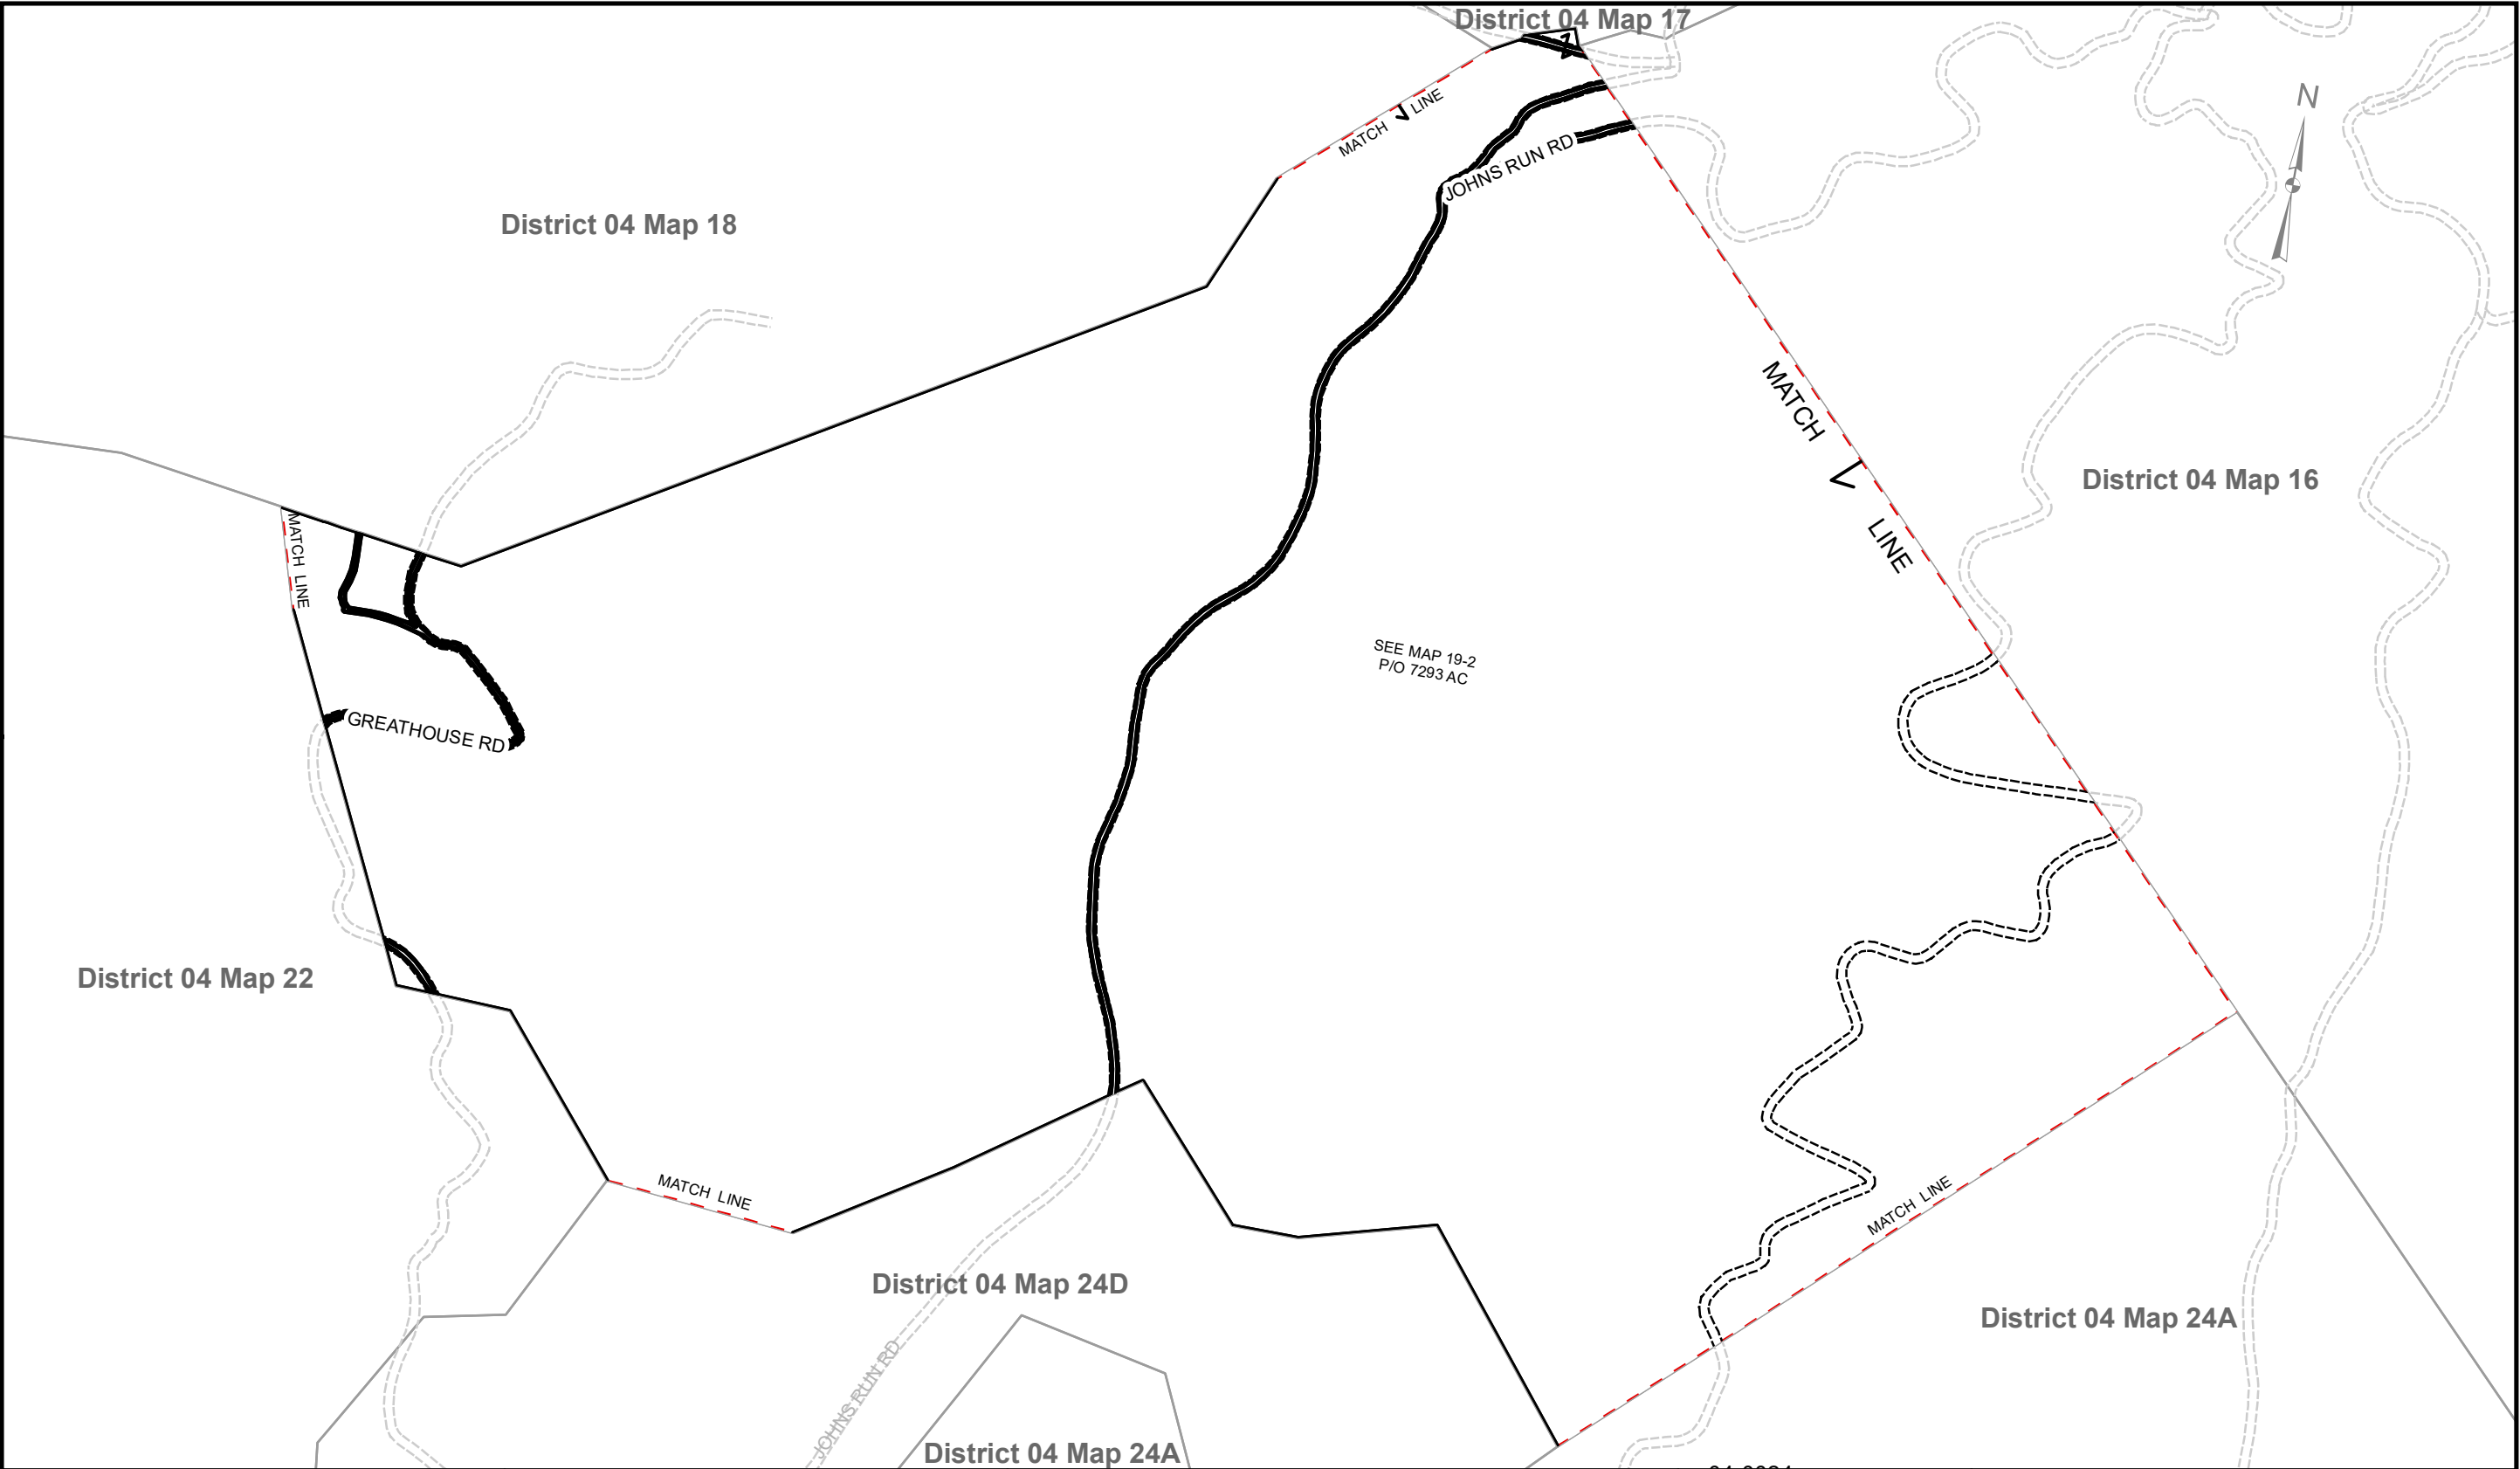 District 04 Map 17
N
MATCH LINE
JOHNS RUN RD
District 04 Map 18
MATCH LINE
District 04 Map 16
MATCH LINE
SEE MAP 19-2
P/O 7293 AC
GREATHOUSE RD
District 04 Map 22
MATCH LINE
MATCH LINE
District 04 Map 24D
District 04 Map 24A
JOHNS RUN RD
District 04 Map 24A